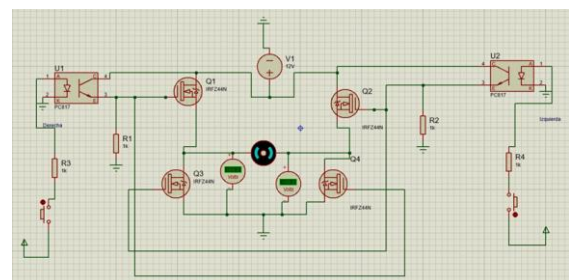 V1
12V
U1
PC817
Derecha
Q1
IRFZ44N
Q2
IRFZ44N
U2
PC817
Izquierda
R1
1k
R2
1k
R3
1k
R4
1k
Q3
IRFZ44N
Q4
IRFZ44N